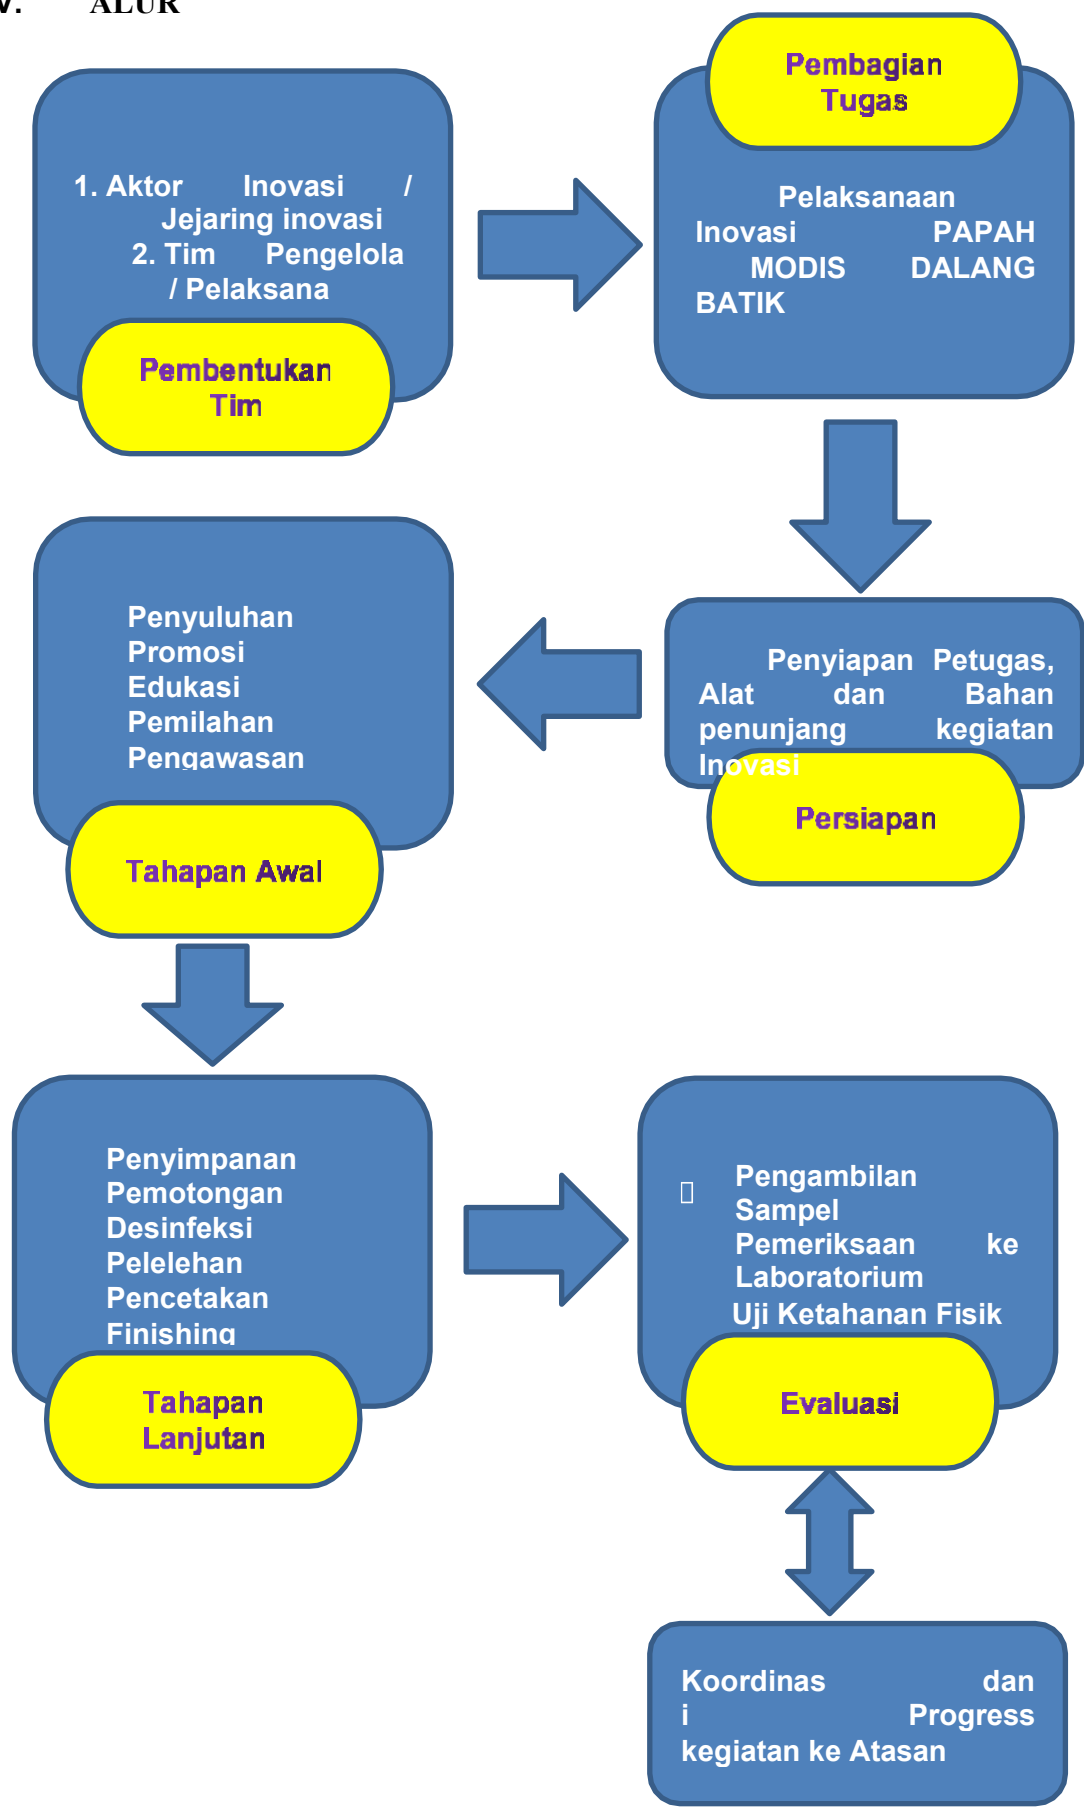 V. ALUR
1. Aktor Inovasi /
Jejaring inovasi
2. Tim Pengelola
/ Pelaksana
Pembentukan
Tim
Pembagian
Tugas
Pelaksanaan
Inovasi PAPAH
MODIS DALANG
BATIK
Penyiapan Petugas,
Alat dan Bahan
penunjang kegiatan
Inovasi
Persiapan
Penyuluhan
Promosi
Edukasi
Pemilahan
Pengawasan
Tahapan Awal
Penyimpanan
Pemotongan
Desinfeksi
Pelelehan
Pencetakan
Finishing
Tahapan
Lanjutan
Pengambilan
Sampel
Pemeriksaan ke
Laboratorium
Uji Ketahanan Fisik
Evaluasi
Koordinas dan
i Progress
kegiatan ke Atasan